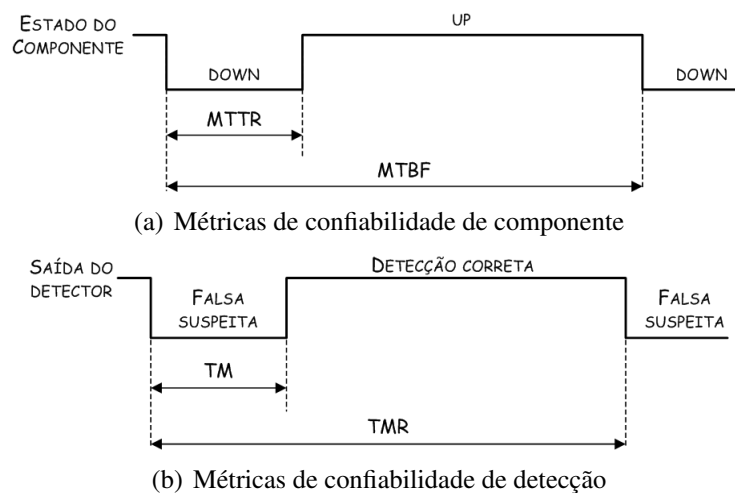 ESTADO DO
COMPONENTE
UP
DOWN
DOWN
MTTR
MTBF
(a) Métricas de confiabilidade de componente
SAÍDA DO
DETECTOR
DETECÇÃO CORRETA
FALSA
SUSPEITA
FALSA
SUSPEITA
TM
TMR
(b) Métricas de confiabilidade de detecção